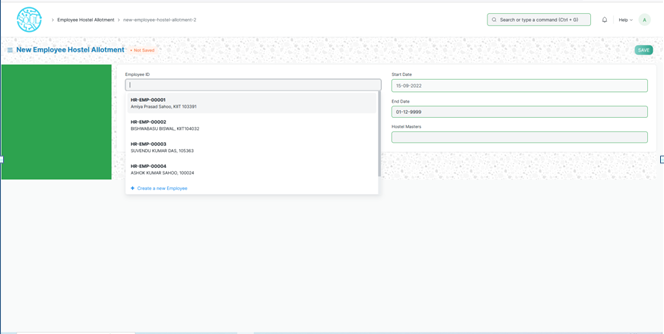 Employee Hostel Allotment
new-employee-hostel-allotment-2
Search or type a command (Ctrl + G)
Help
A
New Employee Hostel Allotment
Not Saved
SAVE
Employee ID
HR-EMP-00001
Amiya Prasad Sahoo, KRT 193391
HR-EMP-00002
BISHWABASU BISWAL, KRT104032
HR-EMP-00003
SUVENDU KUMAR DAS, 105363
HR-EMP-00004
ASHOK KUMAR SAHOO, 100024
+ Create a new Employee
Start Date
15-09-2022
End Date
01-12-9999
Hostel Masters